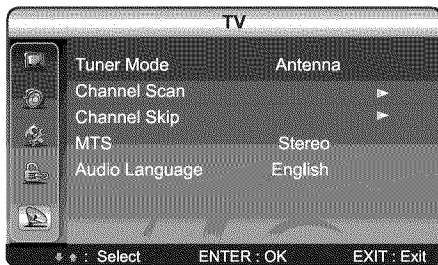 TV
Tuner Mode Antenna
Channel Scan
Channel Skip
MTS Stereo
Audio Language English
: Select ENTER : OK EXIT : Exit